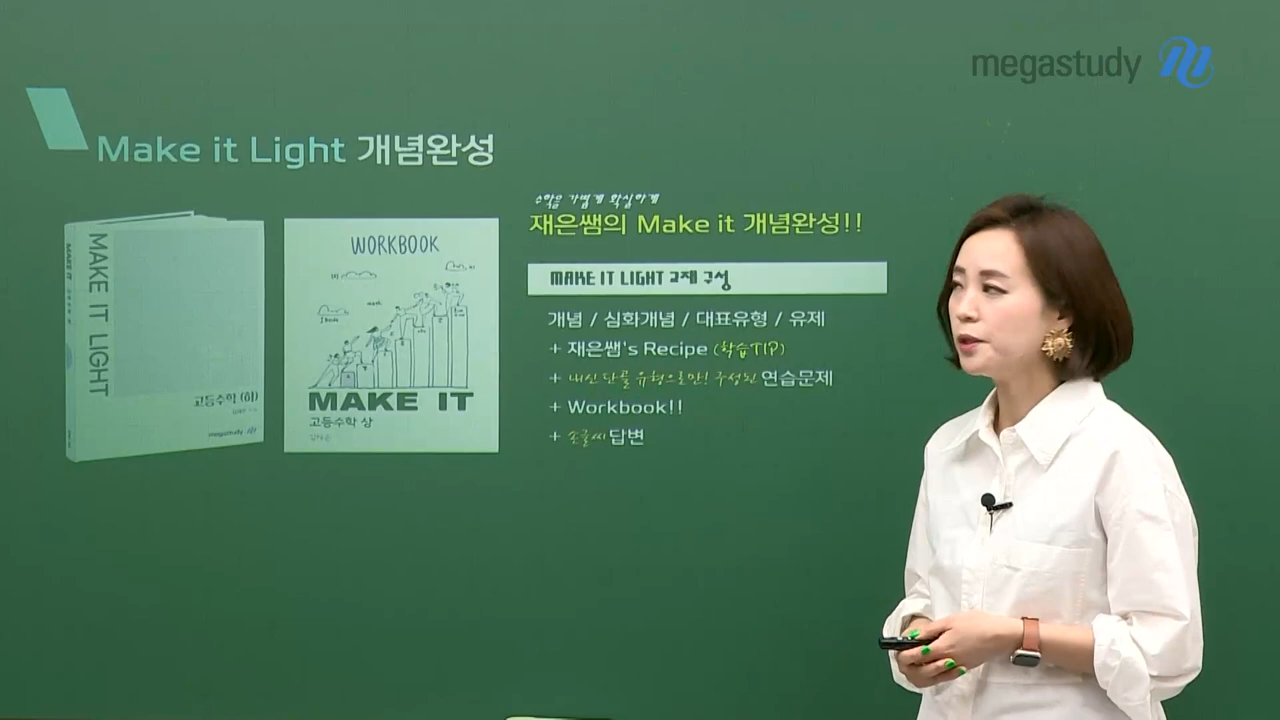 megastudy
Make it Light 개념완성
수학을 가볍게 확실하게
재은쌤의 Make it 개념완성!!
MAKE IT LIGHT 교재 구성
개념 / 심화개념 / 대표유형 / 유제
+ 재은쌤's Recipe (학습TIP)
+ 내신 단골 유형으로만! 구성된 연습문제
+ Workbook!!
+ 손글씨 답변
MAKE IT LIGHT
고등수학 (하)
megastudy
WORKBOOK
math
MAKE IT
고등수학 상